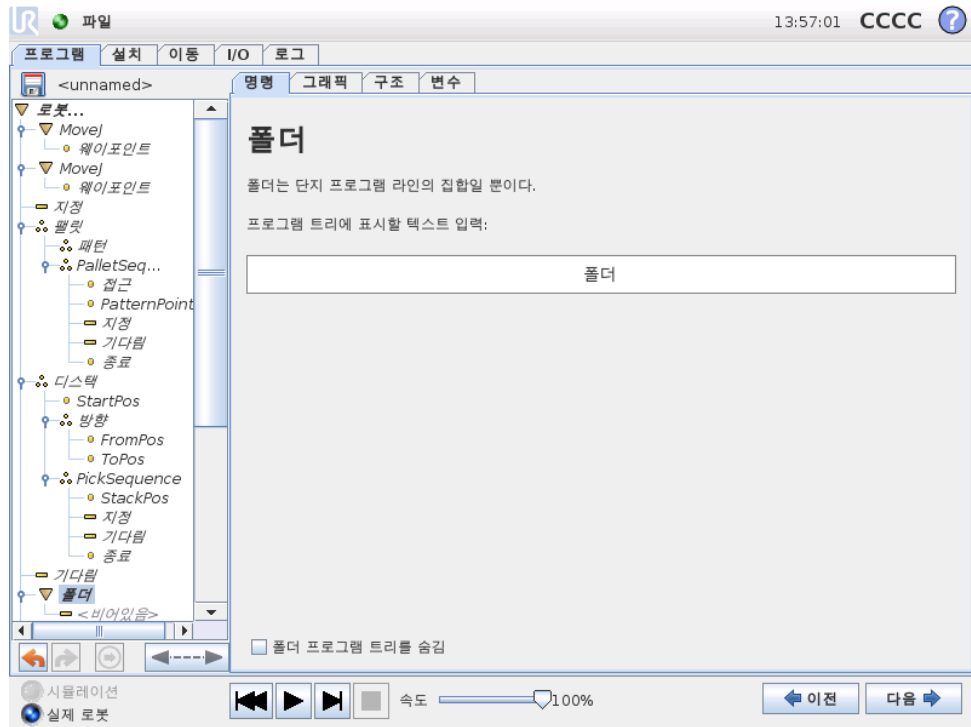 UR 파일 13:57:01 CCCC ?
프로그램 설치 이동 I/O 로그
<unnamed>
명령 그래픽 구조 변수
로봇...
MoveJ
웨이포인트
MoveJ
웨이포인트
지정
팰릿
패턴
PalletSeq...
접근
PatternPoint
지정
기다림
종료
디스택
StartPos
방향
FromPos
ToPos
PickSequence
StackPos
지정
기다림
종료
기다림
폴더
<비어있음>
폴더
폴더는 단지 프로그램 라인의 집합일 뿐이다.
프로그램 트리에 표시할 텍스트 입력:
폴더
폴더 프로그램 트리를 숨김
시뮬레이션
실제 로봇
속도 100%
이전 다음